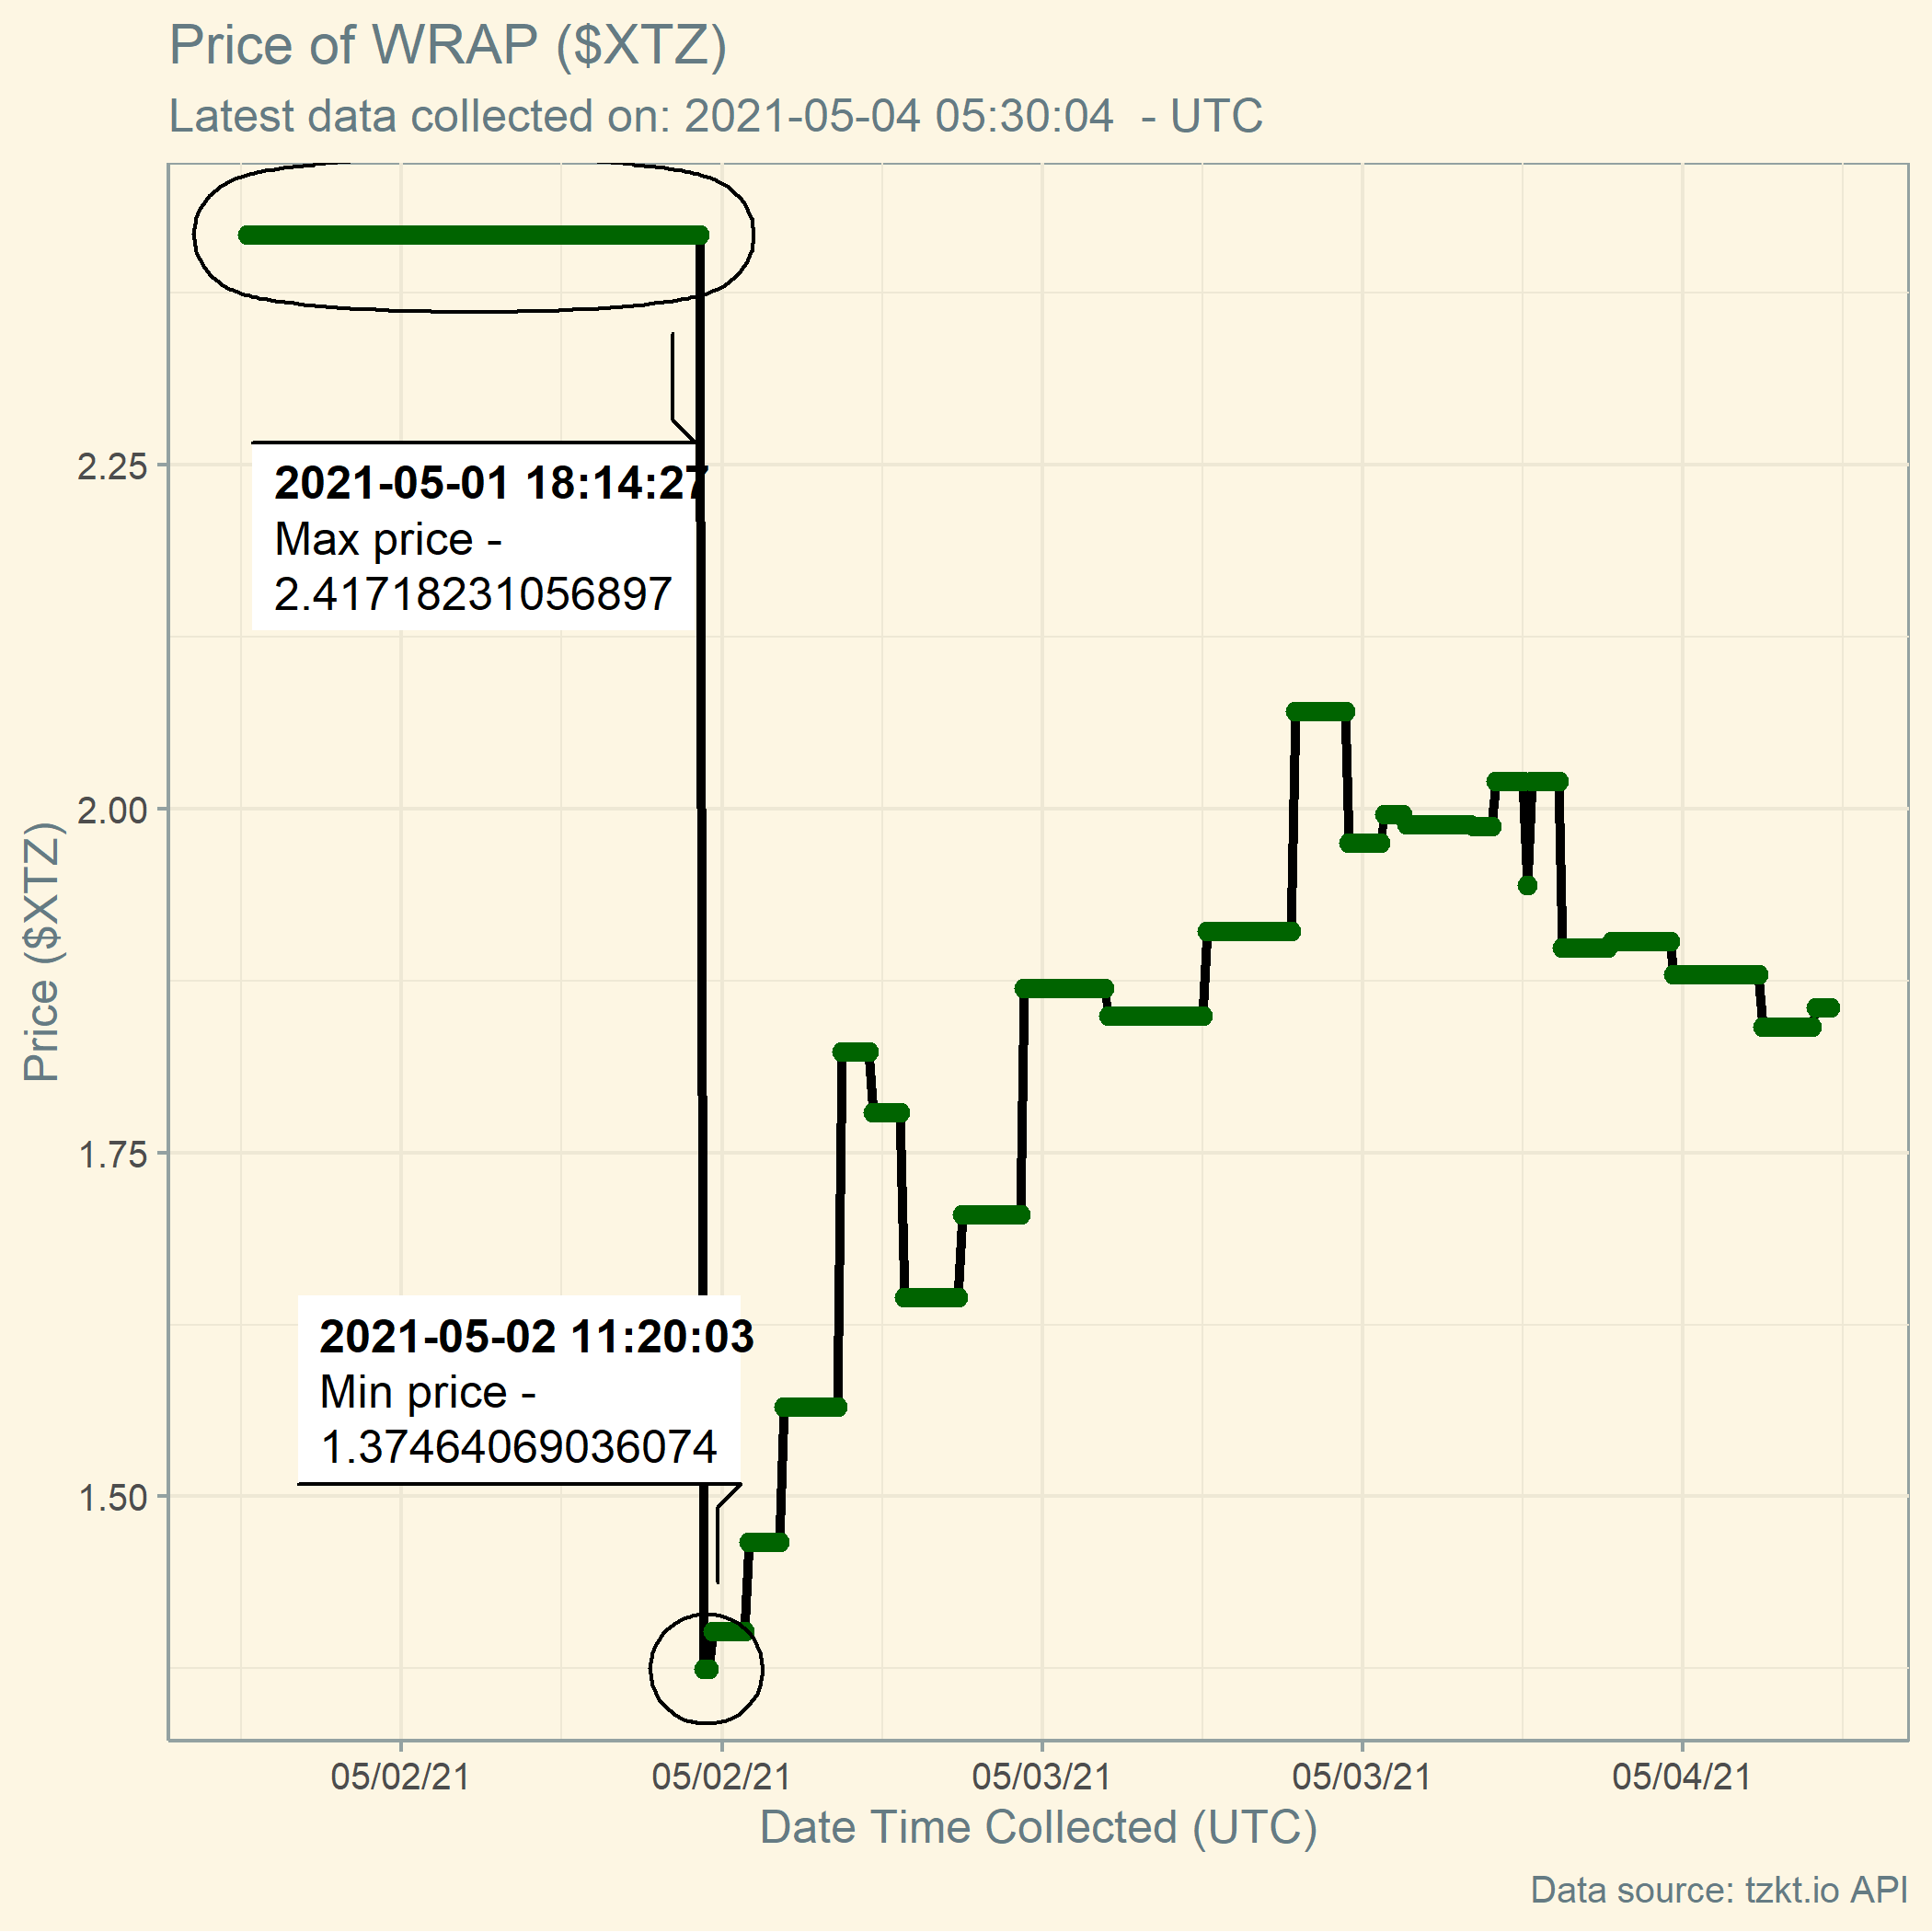 Price of WRAP ($XTZ)
Latest data collected on: 2021-05-04 05:30:04  - UTC
2021-05-01 18:14:27
Max price -
2.41718231056897
2021-05-02 11:20:03
Min price -
1.37464069036074
Price ($XTZ)
2.25
2.00
1.75
1.50
05/02/21 05/02/21 05/03/21 05/03/21 05/04/21
Date Time Collected (UTC)
Data source: tzkt.io API